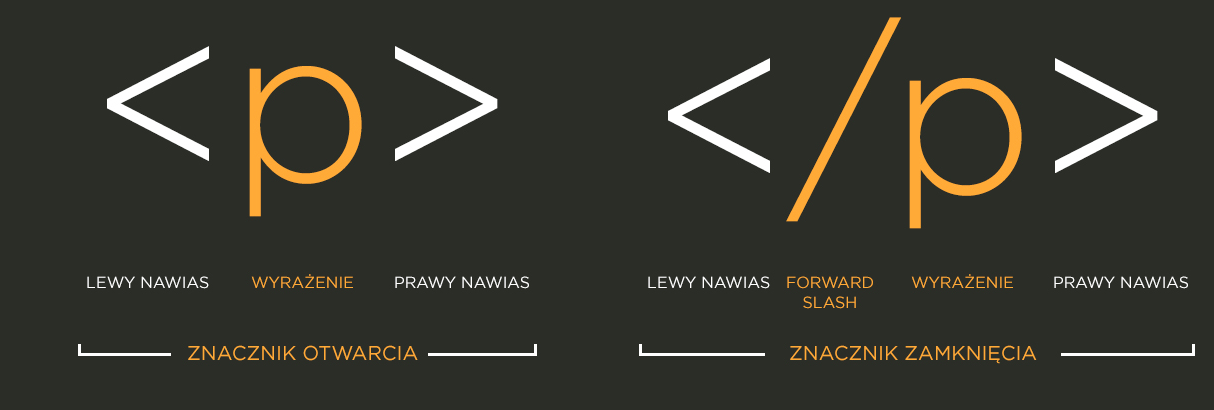 <p> </p>
LEWY NAWIAS WYRAŻENIE PRAWY NAWIAS LEWY NAWIAS FORWARD WYRAŻENIE PRAWY NAWIAS
SLASH
ZNACZNIK OTWARCIA ZNACZNIK ZAMKNIĘCIA